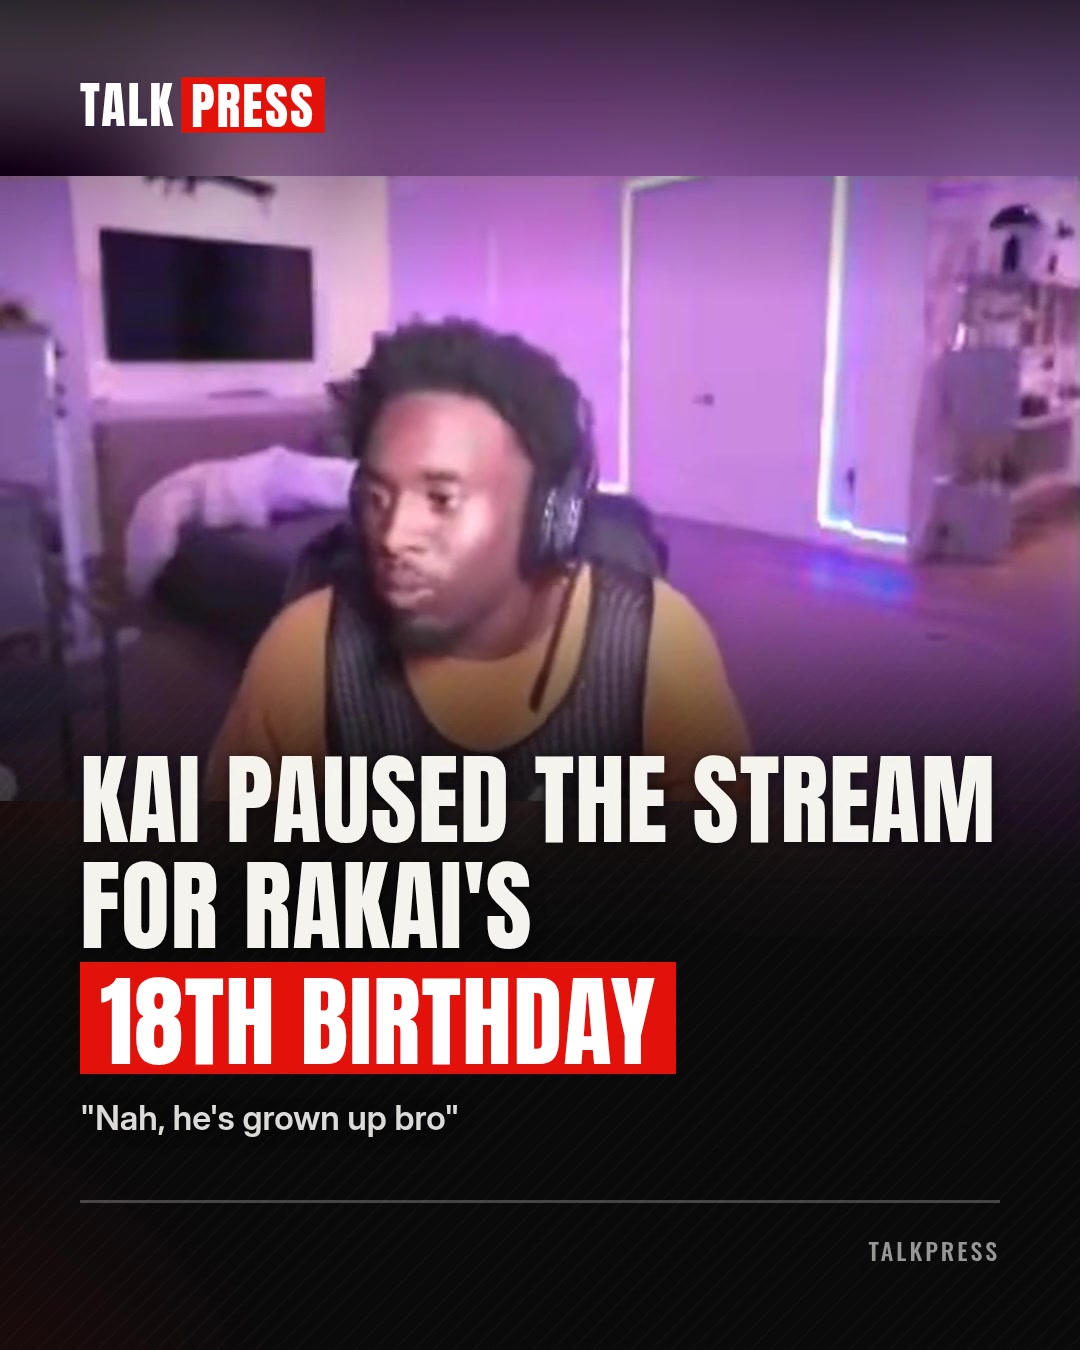 TALK PRESS
KAI PAUSED THE STREAM
FOR RAKAI'S
18TH BIRTHDAY
"Nah, he's grown up bro"
TALKPRESS